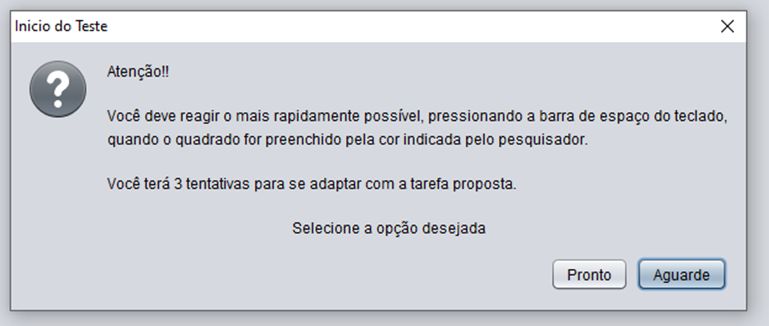 Inicio do Teste
Atenção!!
Você deve reagir o mais rapidamente possível, pressionando a barra de espaço do teclado,
quando o quadrado for preenchido pela cor indicada pelo pesquisador.
Você terá 3 tentativas para se adaptar com a tarefa proposta.
Selecione a opção desejada
Pronto
Aguarde